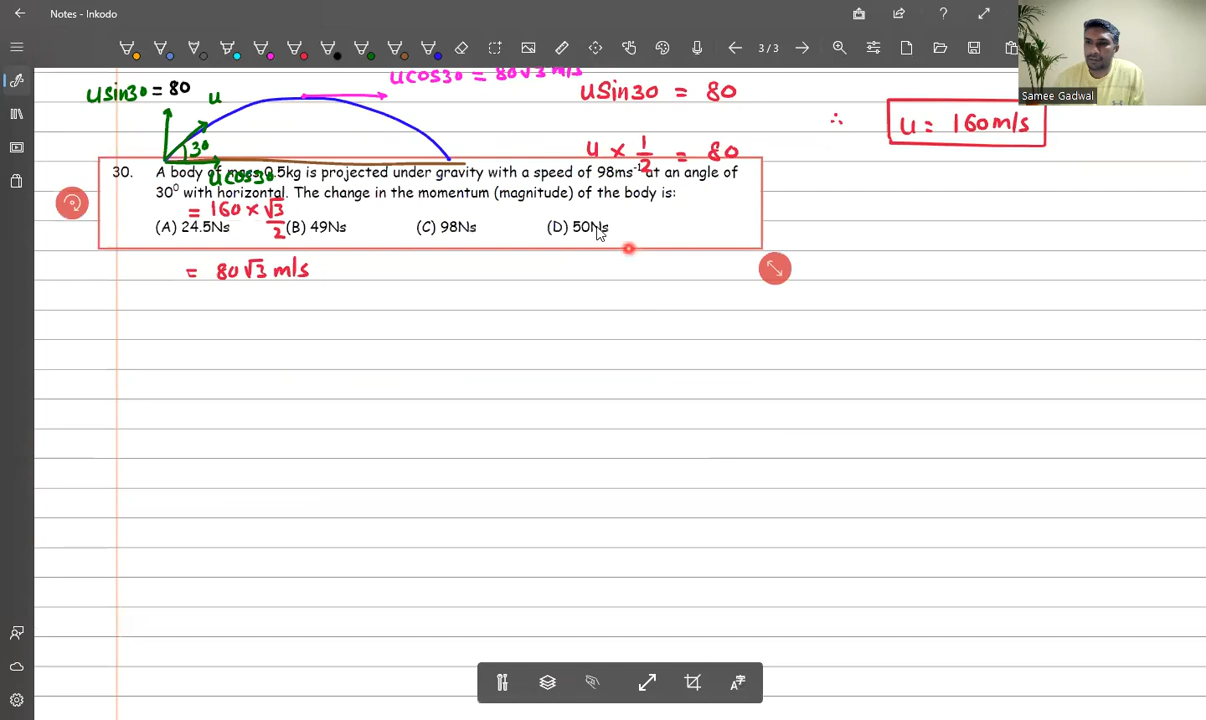 Notes - Inkodo
3 / 3
Samee Gadwal
ucos30 = 80√3 m/s
usin30 = 80
u
30
ucos30
= 160 × √3/2
= 80√3 m/s
uSin30 = 80
u × 1/2 = 80
∴ u = 160m/s
30. A body of mass 0.5kg is projected under gravity with a speed of 98ms⁻¹ at an angle of
30⁰ with horizontal. The change in the momentum (magnitude) of the body is:
(A) 24.5Ns (B) 49Ns (C) 98Ns (D) 50Ns